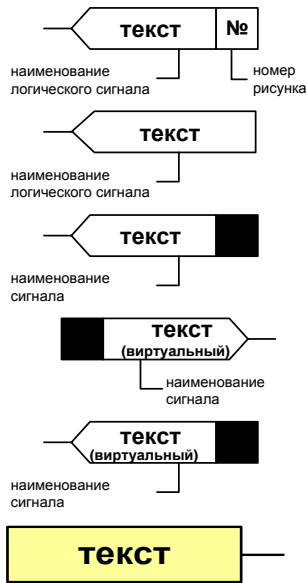 текст №
наименование
логического сигнала
номер
рисунка
текст
наименование
логического сигнала
текст
наименование
сигнала
текст
(виртуальный)
наименование
сигнала
текст
(виртуальный)
наименование
сигнала
текст